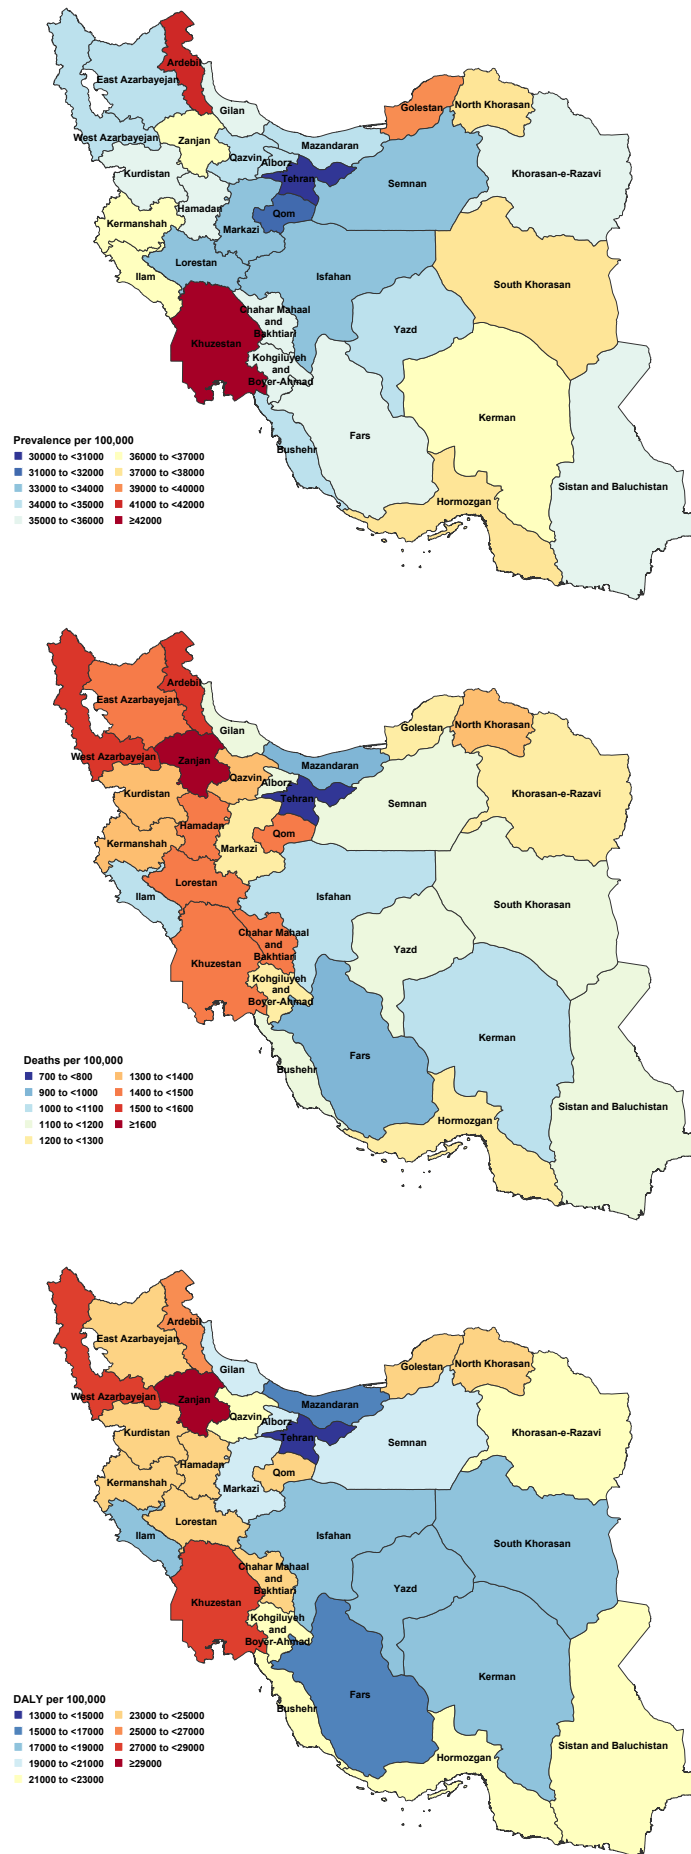 Ardebil
East Azarbayejan
Gilan
Golestan
North Khorasan
West Azarbayejan
Zanjan
Mazandaran
Qazvin
Alborz
Khorasan-e-Razavi
Kurdistan
Tehran
Semnan
Hamadan
Qom
Kermanshah
Markazi
Lorestan
Ilam
Isfahan
South Khorasan
Chahar Mahaal
and
Bakhtiari
Yazd
Khuzestan
Kohgiluyeh
and
Boyer-Ahmad
Kerman
Fars
Bushehr
Sistan and Baluchistan
Hormozgan
Prevalence per 100,000
30000 to <31000
31000 to <32000
33000 to <34000
34000 to <35000
35000 to <36000
36000 to <37000
37000 to <38000
39000 to <40000
41000 to <42000
≥42000
Ardebil
East Azarbayejan
Gilan
Golestan
North Khorasan
West Azarbayejan
Zanjan
Mazandaran
Qazvin
Alborz
Khorasan-e-Razavi
Kurdistan
Tehran
Semnan
Hamadan
Qom
Kermanshah
Markazi
Lorestan
Ilam
Isfahan
South Khorasan
Chahar Mahaal
and
Bakhtiari
Yazd
Khuzestan
Kohgiluyeh
and
Boyer-Ahmad
Kerman
Fars
Bushehr
Sistan and Baluchistan
Hormozgan
Deaths per 100,000
700 to <800
900 to <1000
1000 to <1100
1100 to <1200
1200 to <1300
1300 to <1400
1400 to <1500
1500 to <1600
≥1600
Ardebil
East Azarbayejan
Gilan
Golestan
North Khorasan
West Azarbayejan
Zanjan
Mazandaran
Qazvin
Alborz
Khorasan-e-Razavi
Kurdistan
Tehran
Semnan
Hamadan
Qom
Kermanshah
Markazi
Lorestan
Ilam
Isfahan
South Khorasan
Chahar Mahaal
and
Bakhtiari
Yazd
Khuzestan
Kohgiluyeh
and
Boyer-Ahmad
Kerman
Fars
Bushehr
Sistan and Baluchistan
Hormozgan
DALY per 100,000
13000 to <15000
15000 to <17000
17000 to <19000
19000 to <21000
21000 to <23000
23000 to <25000
25000 to <27000
27000 to <29000
≥29000